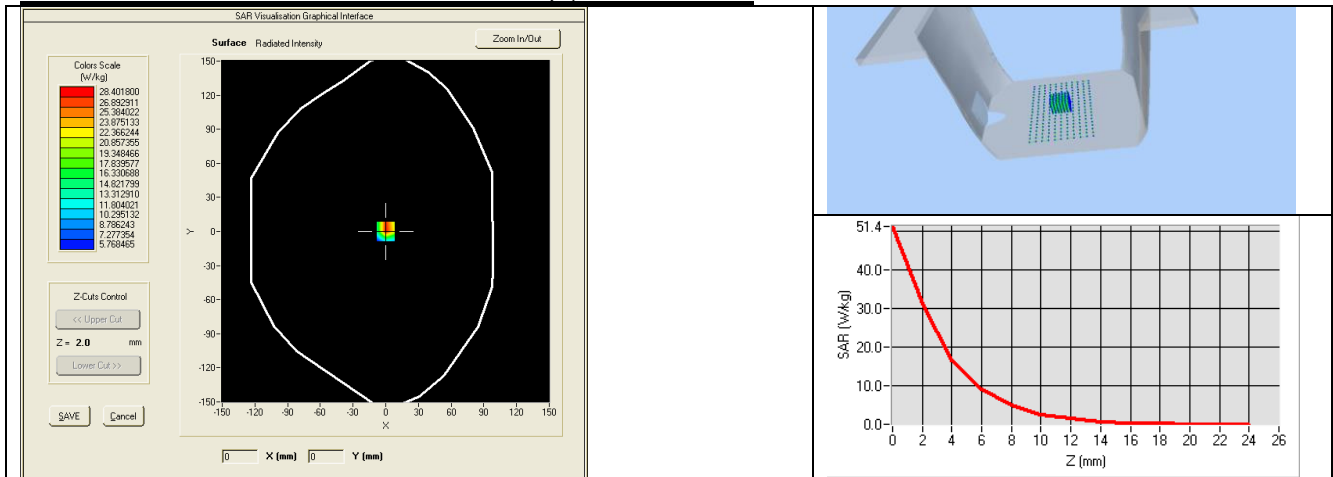 SAR Visualisation Graphical Interface
Surface Radiated Intensity
Zoom In/Out
Colors Scale
(W/kg)
28.401800
26.892911
25.384022
23.875133
22.366244
20.857355
19.348466
17.839577
16.330688
14.821799
13.312910
11.804021
10.295132
8.786243
7.277354
5.768465
Z-Cuts Control
<< Upper Cut
Z = 2.0 mm
Lower Cut >>
SAVE Cancel
150
120
90
60
30
0
-30
-60
-90
-120
-150
Y
-150 -120 -90 -60 -30 0 30 60 90 120 150
X
0 X (mm) 0 Y (mm)
51.4
40.0
30.0
20.0
10.0
0.0
SAR (W/kg)
0 2 4 6 8 10 12 14 16 18 20 22 24 26
Z (mm)